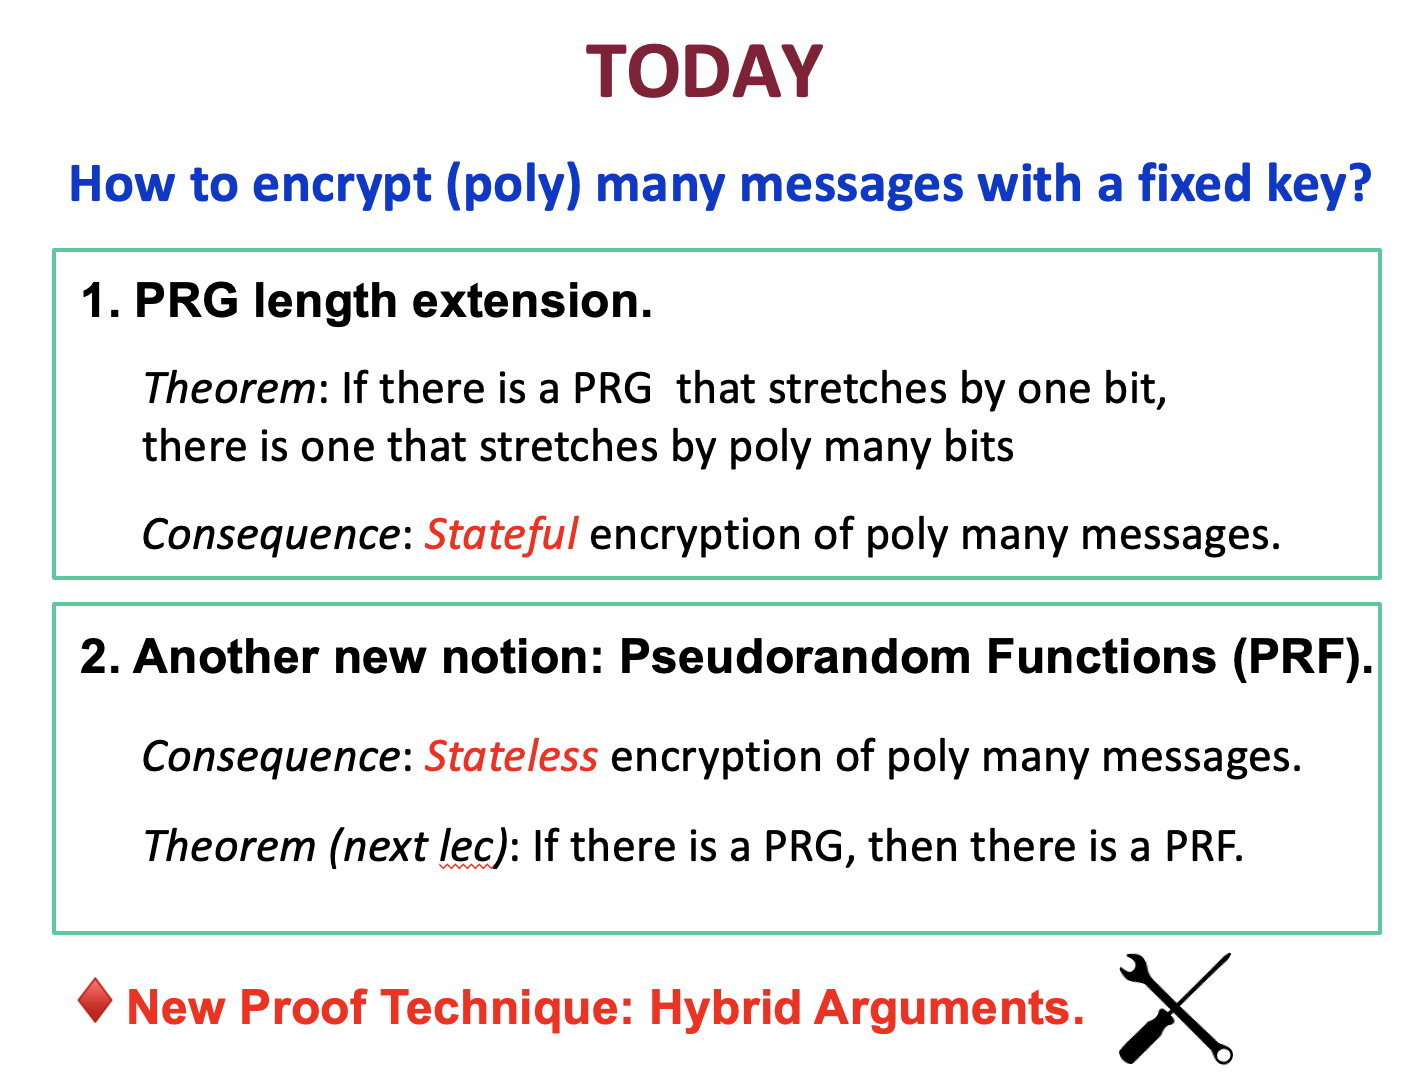 TODAY
How to encrypt (poly) many messages with a fixed key?
1. PRG length extension.
Theorem: If there is a PRG  that stretches by one bit,
there is one that stretches by poly many bits
Consequence: Stateful encryption of poly many messages.
2. Another new notion: Pseudorandom Functions (PRF).
Consequence: Stateless encryption of poly many messages.
Theorem (next lec): If there is a PRG, then there is a PRF.
New Proof Technique: Hybrid Arguments.